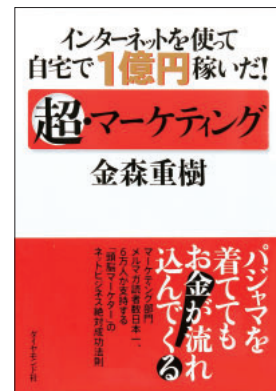 インターネットを使って
自宅で1億円稼いだ!
超・マーケティング
金森重樹
パジャマを
着てても
お金が流れ
込んでくる
マーケティング部門
メルマガ読者数日本一、
6万人が支持する
「頭脳マーケター」の
ネットビジネス絶対成功法則
ダイヤモンド社